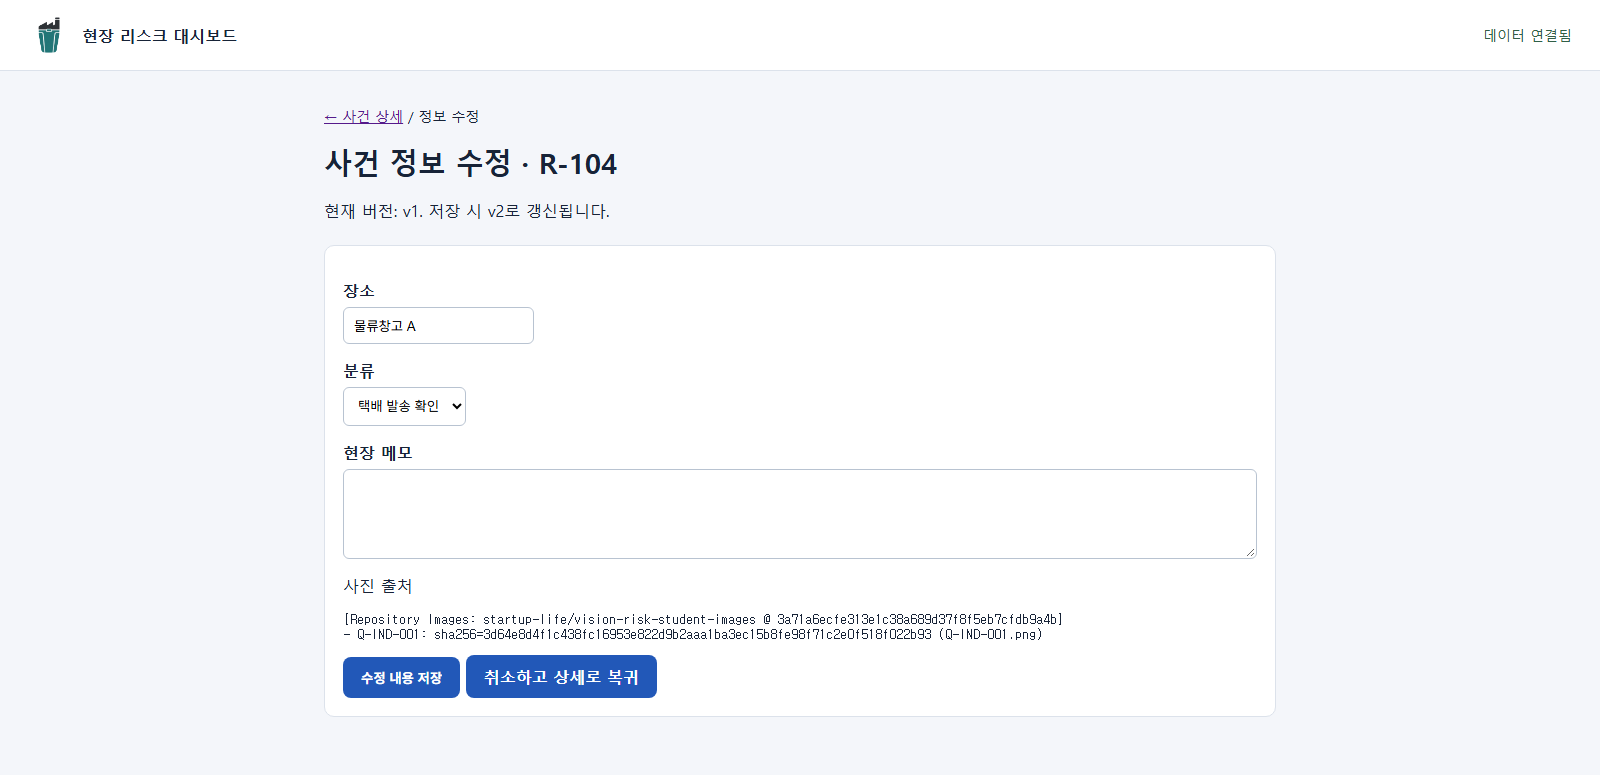 현장 리스크 대시보드
데이터 연결됨
← 사건 상세 / 정보 수정
사건 정보 수정 · R-104
현재 버전: v1. 저장 시 v2로 갱신됩니다.
장소
물류창고 A
분류
택배 발송 확인
현장 메모
사진 출처
[Repository Images: startup-life/vision-risk-student-images @ 3a71a6ecfe313e1c38a689d37f8f5eb7cfdb9a4b]
- Q-IND-001: sha256=3d64e8d4f1c438fc16953e822d9b2aaa1ba3ec15b8fe98f71c2e0f518f022b93 (Q-IND-001.png)
수정 내용 저장
취소하고 상세로 복귀